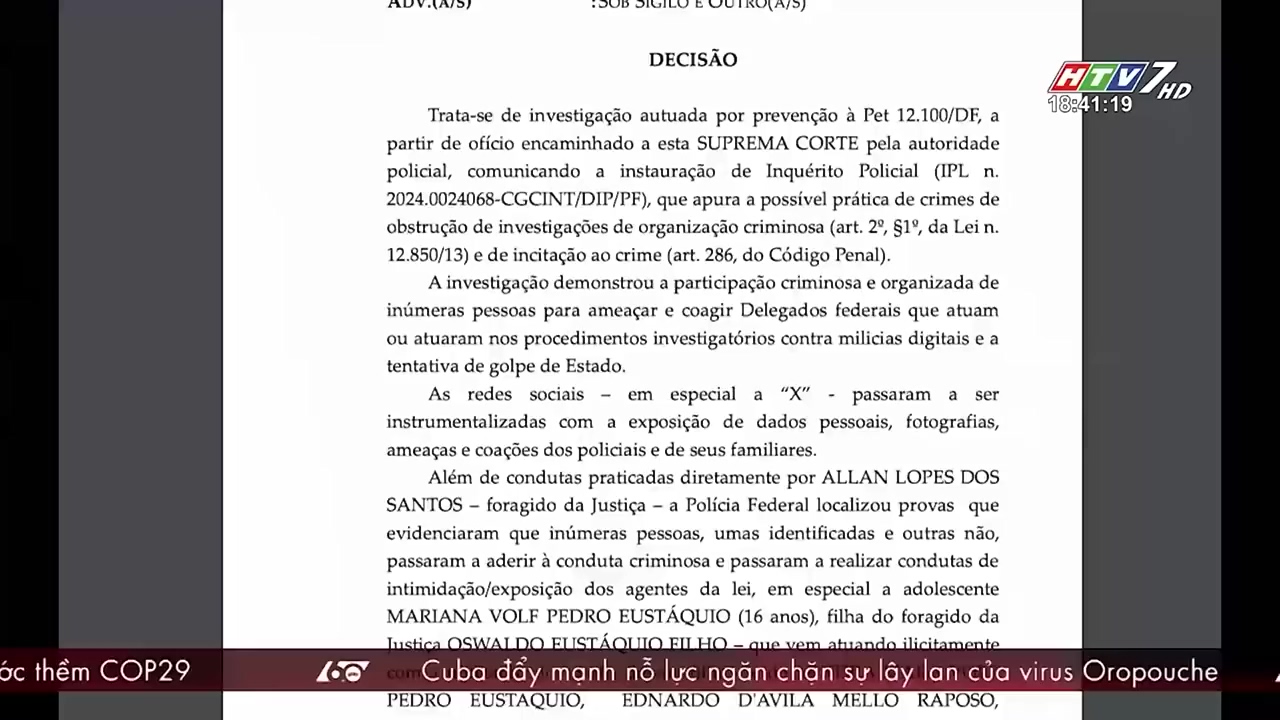 ADV.(A/S) :SOB SIGILO E OUTRO(A/S)
DECISÃO
HTV7 HD
18:41:19
Trata-se de investigação autuada por prevenção à Pet 12.100/DF, a
partir de ofício encaminhado a esta SUPREMA CORTE pela autoridade
policial, comunicando a instauração de Inquérito Policial (IPL n.
2024.0024068-CGCINT/DIP/PF), que apura a possível prática de crimes de
obstrução de investigações de organização criminosa (art. 2º, §1º, da Lei n.
12.850/13) e de incitação ao crime (art. 286, do Código Penal).
A investigação demonstrou a participação criminosa e organizada de
inúmeras pessoas para ameaçar e coagir Delegados federais que atuam
ou atuaram nos procedimentos investigatórios contra milicias digitais e a
tentativa de golpe de Estado.
As redes sociais – em especial a “X” - passaram a ser
instrumentalizadas com a exposição de dados pessoais, fotografias,
ameaças e coações dos policiais e de seus familiares.
Além de condutas praticadas diretamente por ALLAN LOPES DOS
SANTOS – foragido da Justiça – a Polícia Federal localizou provas que
evidenciaram que inúmeras pessoas, umas identificadas e outras não,
passaram a aderir à conduta criminosa e passaram a realizar condutas de
intimidação/exposição dos agentes da lei, em especial a adolescente
MARIANA VOLF PEDRO EUSTÁQUIO (16 anos), filha do foragido da
Justiça OSWALDO EUSTÁQUIO FILHO – que vem atuando ilicitamente
ớc thềm COP29 60 Cuba đẩy mạnh nỗ lực ngăn chặn sự lây lan của virus Oropouche
PEDRO EUSTAQUIO, EDNARDO D'AVILA MELLO RAPOSO,